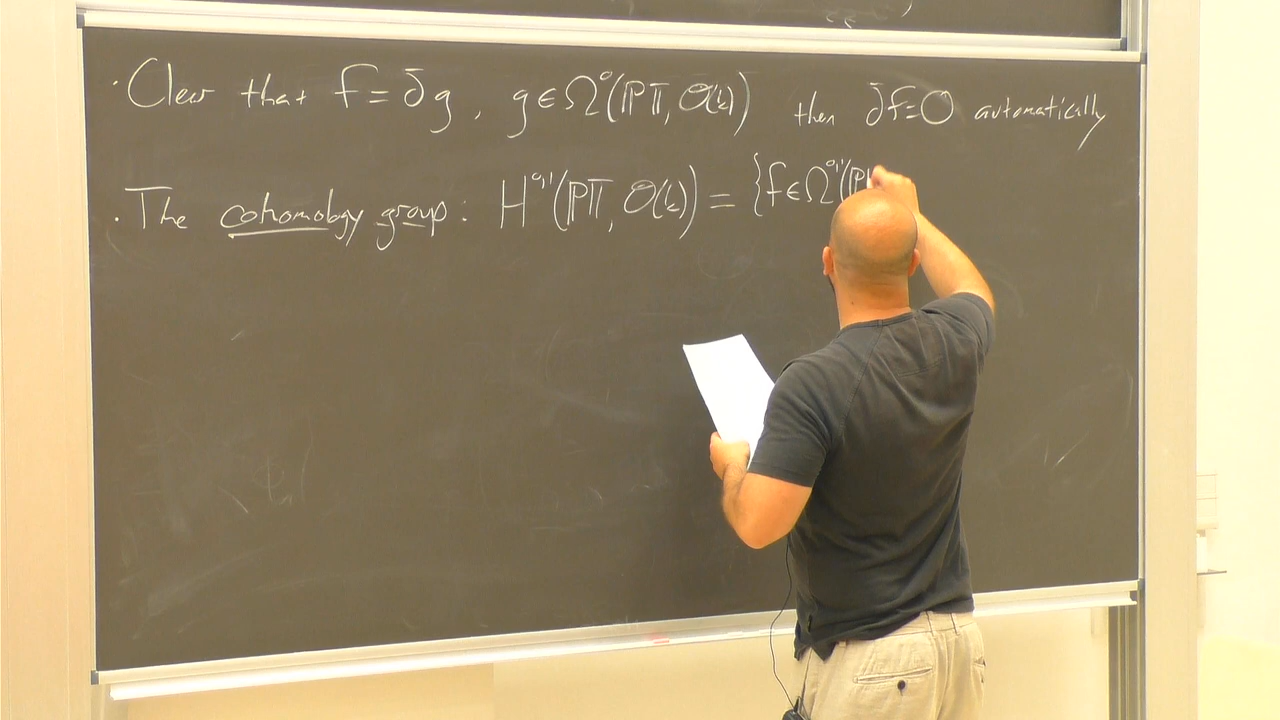 · Clear that f = ∂̄g , g ∈ Ω⁰(ℙ𝕋, 𝒪(k)) then ∂̄f = 0 automatically
· The cohomology group : H⁰'¹(ℙ𝕋, 𝒪(k)) = {f ∈ Ω⁰'¹(ℙ